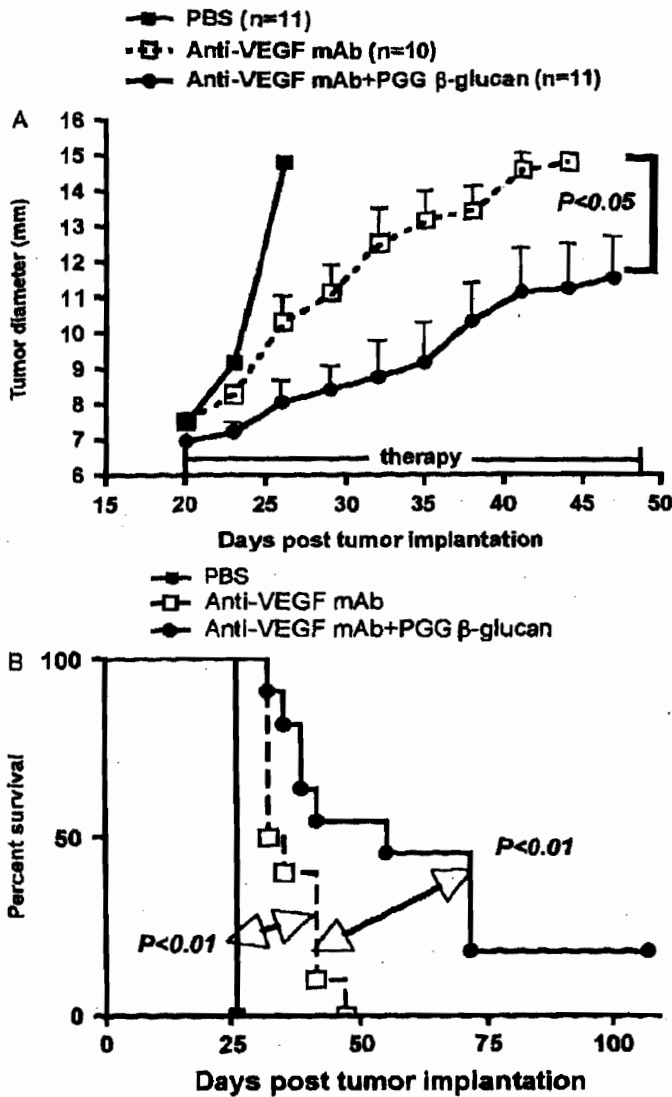 PBS (n=11)
Anti-VEGF mAb (n=10)
Anti-VEGF mAb+PGG β-glucan (n=11)
A
16
15
14
13
12
11
10
9
8
7
6
Tumor diameter (mm)
P<0.05
therapy
15 20 25 30 35 40 45 50
Days post tumor implantation
PBS
Anti-VEGF mAb
Anti-VEGF mAb+PGG β-glucan
B
100
50
0
Percent survival
P<0.01
P<0.01
0 25 50 75 100
Days post tumor implantation